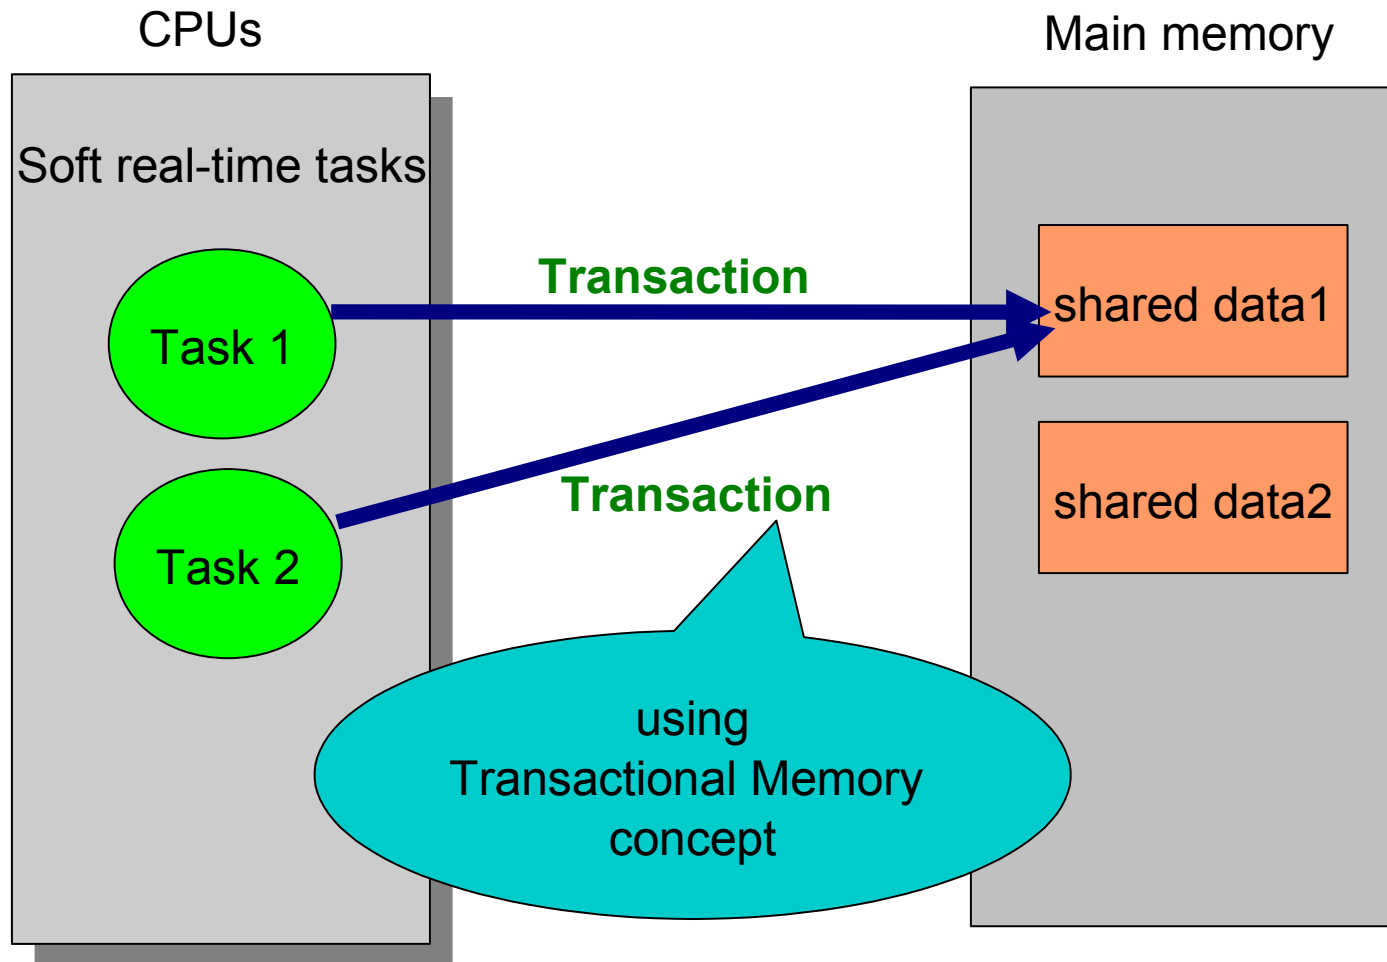 CPUs
Main memory
Soft real-time tasks
Transaction
shared data1
Task 1
Transaction
shared data2
Task 2
using
Transactional Memory
concept